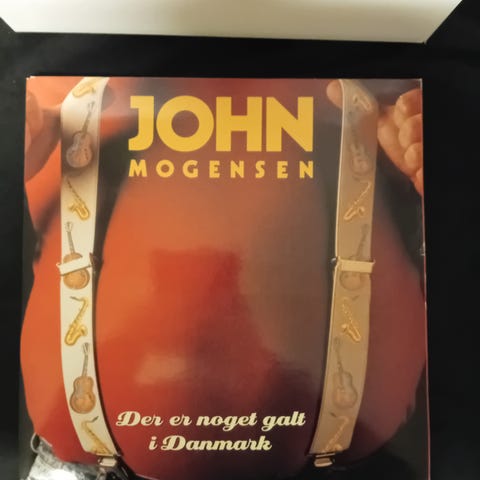 JOHN
MOGENSEN
Der er noget galt
i Danmark